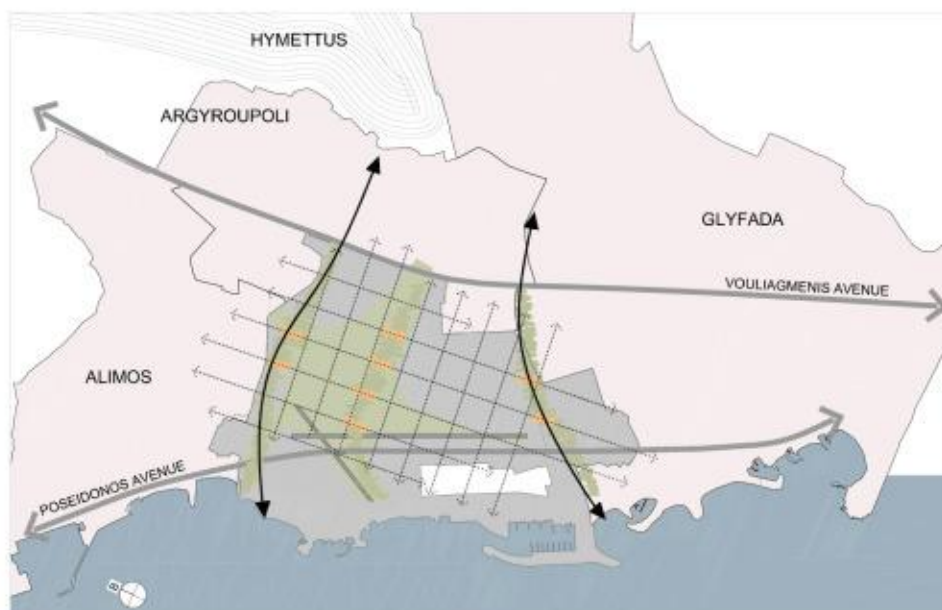 HYMETTUS
ARGYROUPOLI
GLYFADA
VOULIAGMENIS AVENUE
ALIMOS
POSEIDONOS AVENUE